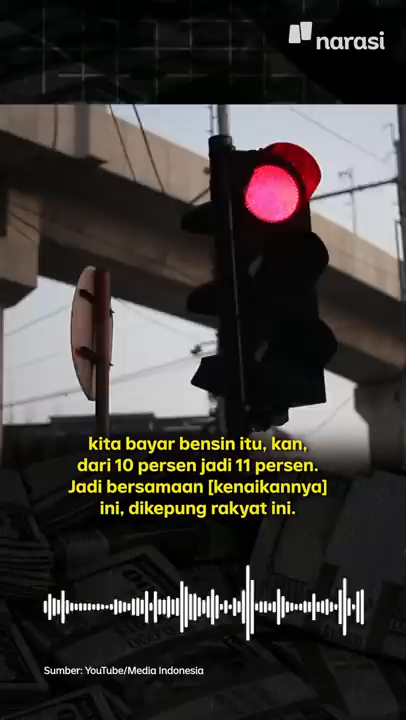 narasi
kita bayar bensin itu, kan,
dari 10 persen jadi 11 persen.
Jadi bersamaan [kenaikannya]
ini, dikepung rakyat ini.
Sumber: YouTube/Media Indonesia